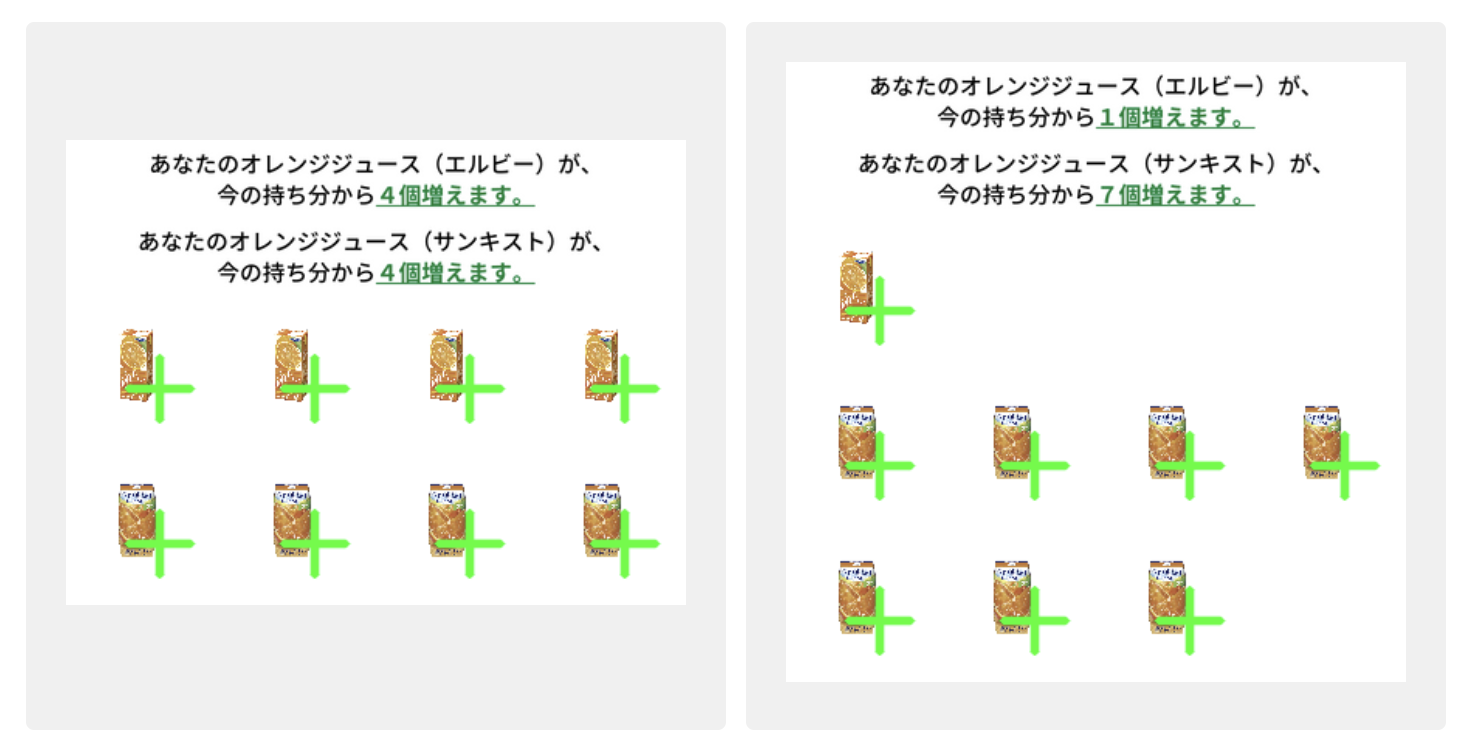 あなたのオレンジジュース（エルビー）が、
今の持ち分から４個増えます。
あなたのオレンジジュース（サンキスト）が、
今の持ち分から４個増えます。
あなたのオレンジジュース（エルビー）が、
今の持ち分から１個増えます。
あなたのオレンジジュース（サンキスト）が、
今の持ち分から７個増えます。